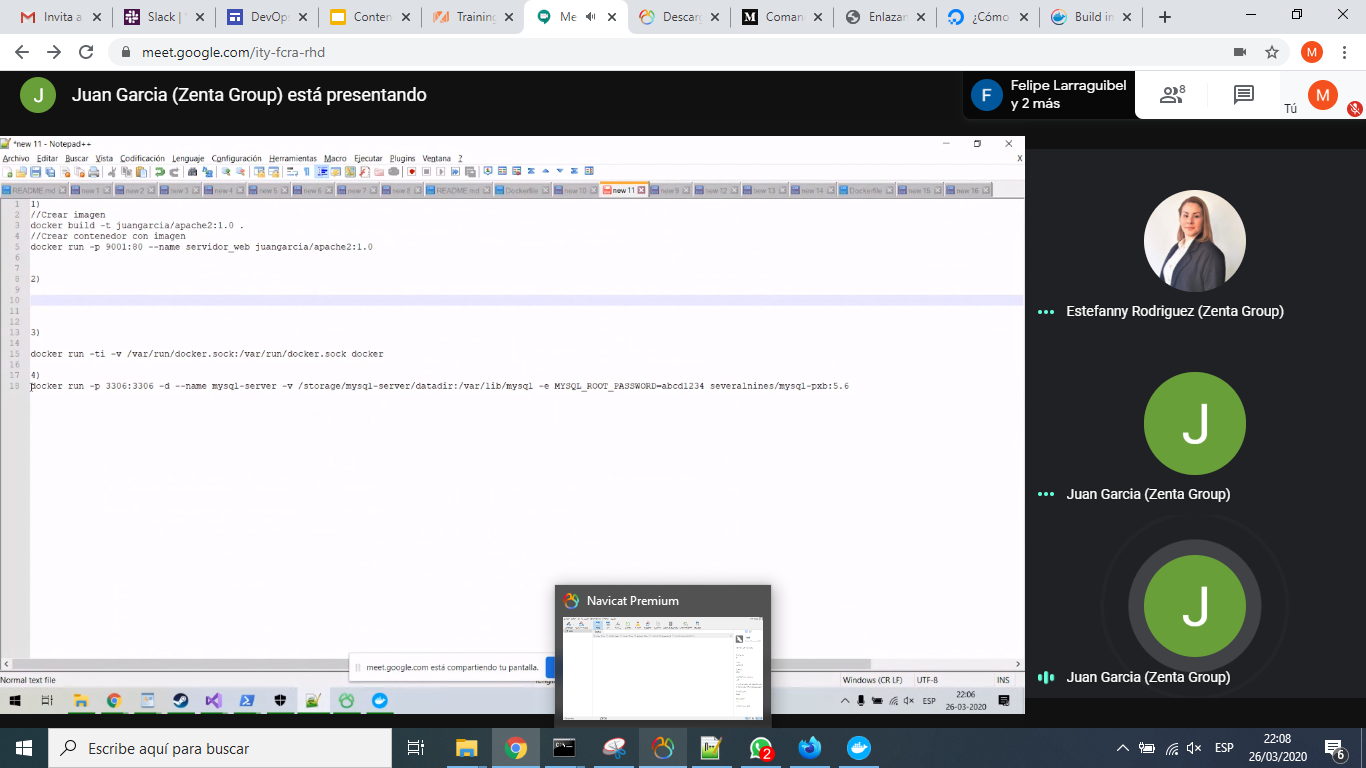 Invita a
Slack |
DevOps
Conten
Training
Me
Descarg
Coman
Enlazar
¿Cómo
Build in
meet.google.com/ity-fcra-rhd
M
J
Juan Garcia (Zenta Group) está presentando
F
Felipe Larraguibel
y 2 más
8
Tú
M
*new 11 - Notepad++
Archivo Editar Buscar Vista Codificación Lenguaje Configuración Herramientas Macro Ejecutar Plugins Ventana ?
X
README.md new 1 new 2 new 3 new 4 new 5 new 6 new 7 new 8 README.md Dockerfile new 10 new 11 new 9 new 12 new 13 new 14 Dockerfile new 15 new 16
1 1)
2 //Crear imagen
3 docker build -t juangarcia/apache2:1.0 .
4 //Crear contenedor con imagen
5 docker run -p 9001:80 --name servidor_web juangarcia/apache2:1.0
6
7
8 2)
9
10
11
12
13 3)
14
15 docker run -ti -v /var/run/docker.sock:/var/run/docker.sock docker
16
17 4)
18 docker run -p 3306:3306 -d --name mysql-server -v /storage/mysql-server/datadir:/var/lib/mysql -e MYSQL_ROOT_PASSWORD=abcd1234 severalnines/mysql-pxb:5.6
Estefanny Rodriguez (Zenta Group)
J
Juan Garcia (Zenta Group)
J
Juan Garcia (Zenta Group)
Navicat Premium
meet.google.com está compartiendo tu pantalla.
Normal text file
Windows (CR LF)
UTF-8
INS
ESP
22:06
26-03-2020
Escribe aquí para buscar
2
ESP
22:08
26/03/2020
6